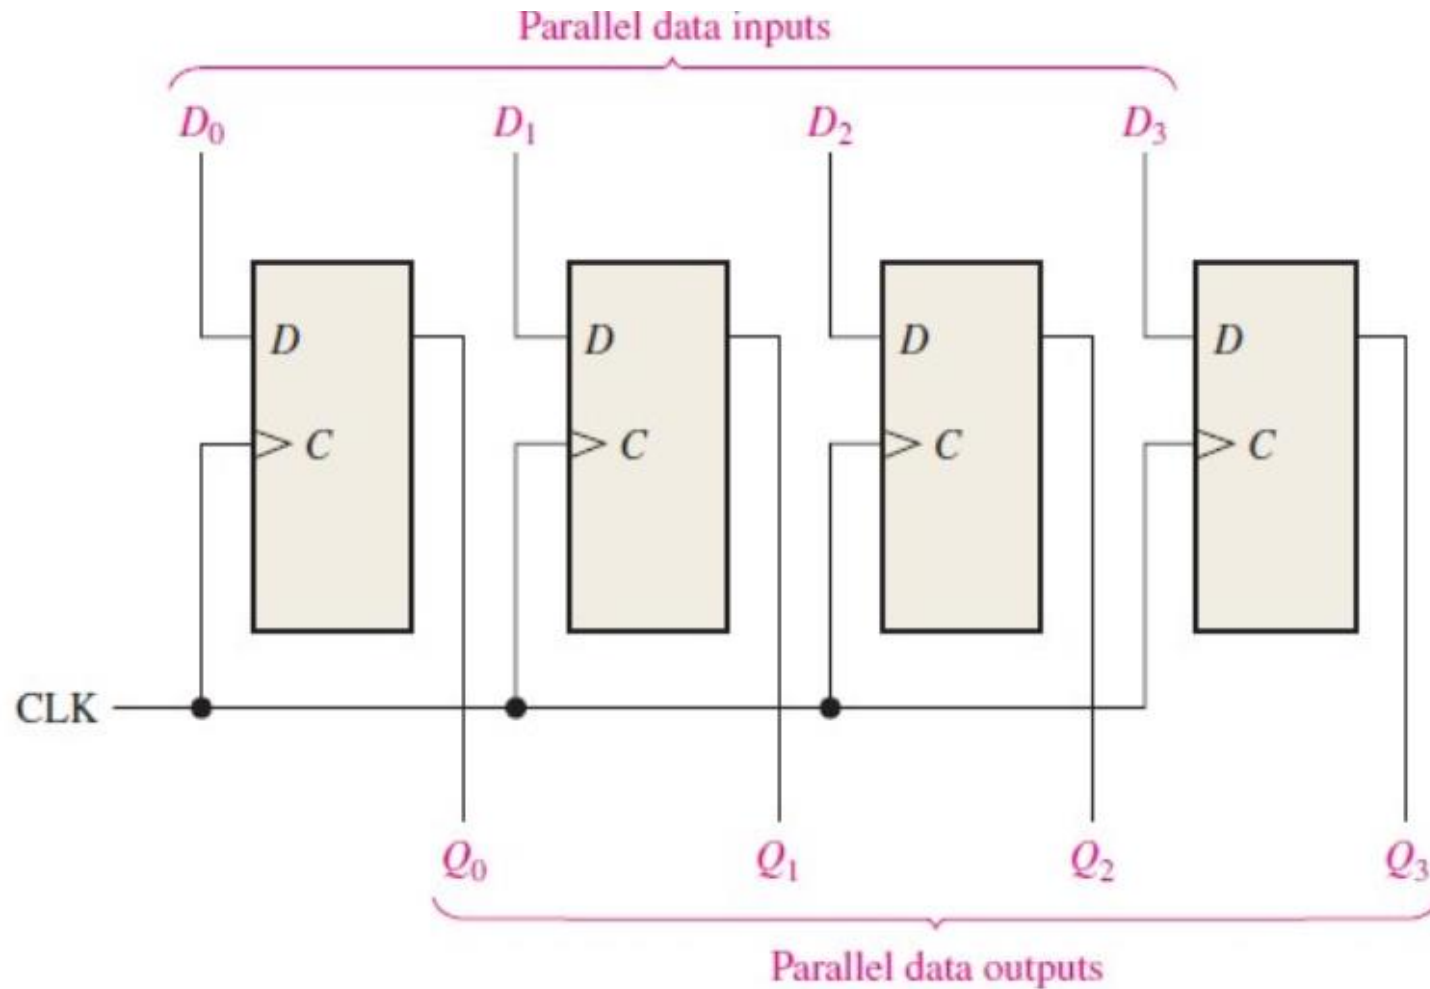 Parallel data inputs
D₀ D₁ D₂ D₃
D D D D
C C C C
CLK
Q₀ Q₁ Q₂ Q₃
Parallel data outputs